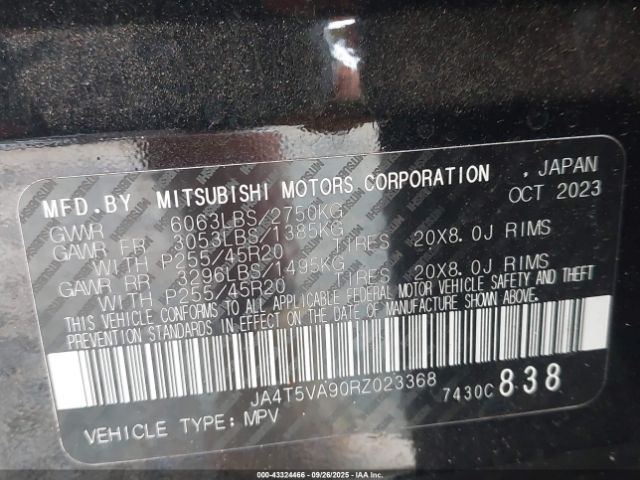 MFD.BY MITSUBISHI MOTORS CORPORATION , JAPAN
GVWR 6063LBS/2750KG OCT 2023
GAWR FR 3053LBS/1385KG
WITH P255/45R20 TIRES 20X8.0J RIMS
GAWR RR 3296LBS/1495KG
WITH P255/45R20 TIRES 20X8.0J RIMS
THIS VEHICLE CONFORMS TO ALL APPLICABLE FEDERAL MOTOR VEHICLE SAFETY AND THEFT
PREVENTION STANDARDS IN EFFECT ON THE DATE OF MANUFACTURE SHOWN ABOVE.
JA4T5VA90RZ023368 7430C 838
VEHICLE TYPE: MPV
000-43324466 - 09/26/2025 - IAA, Inc.